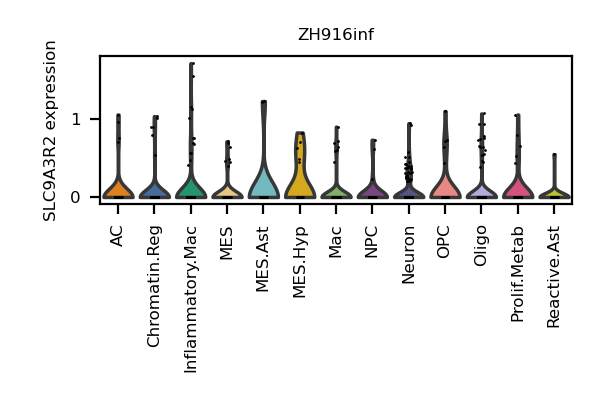 ZH916inf
SLC9A3R2 expression
1
0
AC
Chromatin.Reg
Inflammatory.Mac
MES
MES.Ast
MES.Hyp
Mac
NPC
Neuron
OPC
Oligo
Prolif.Metab
Reactive.Ast